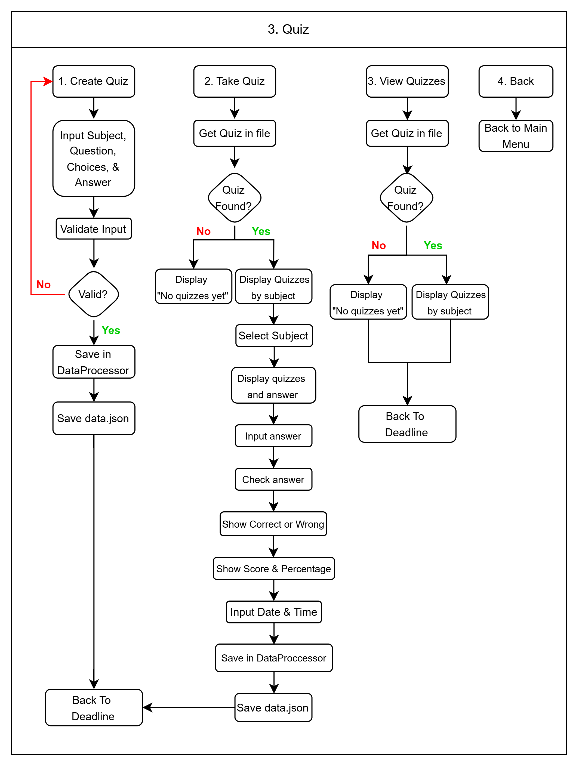 3. Quiz
1. Create Quiz
Input Subject,
Question,
Choices, &
Answer
Validate Input
Valid?
No
Yes
Save in
DataProcessor
Save data.json
Back To
Deadline
2. Take Quiz
Get Quiz in file
Quiz
Found?
No
Yes
Display
"No quizzes yet"
Display Quizzes
by subject
Select Subject
Display quizzes
and answer
Input answer
Check answer
Show Correct or Wrong
Show Score & Percentage
Input Date & Time
Save in DataProccessor
Save data.json
3. View Quizzes
Get Quiz in file
Quiz
Found?
No
Yes
Display
"No quizzes yet"
Display Quizzes
by subject
Back To
Deadline
4. Back
Back to Main
Menu